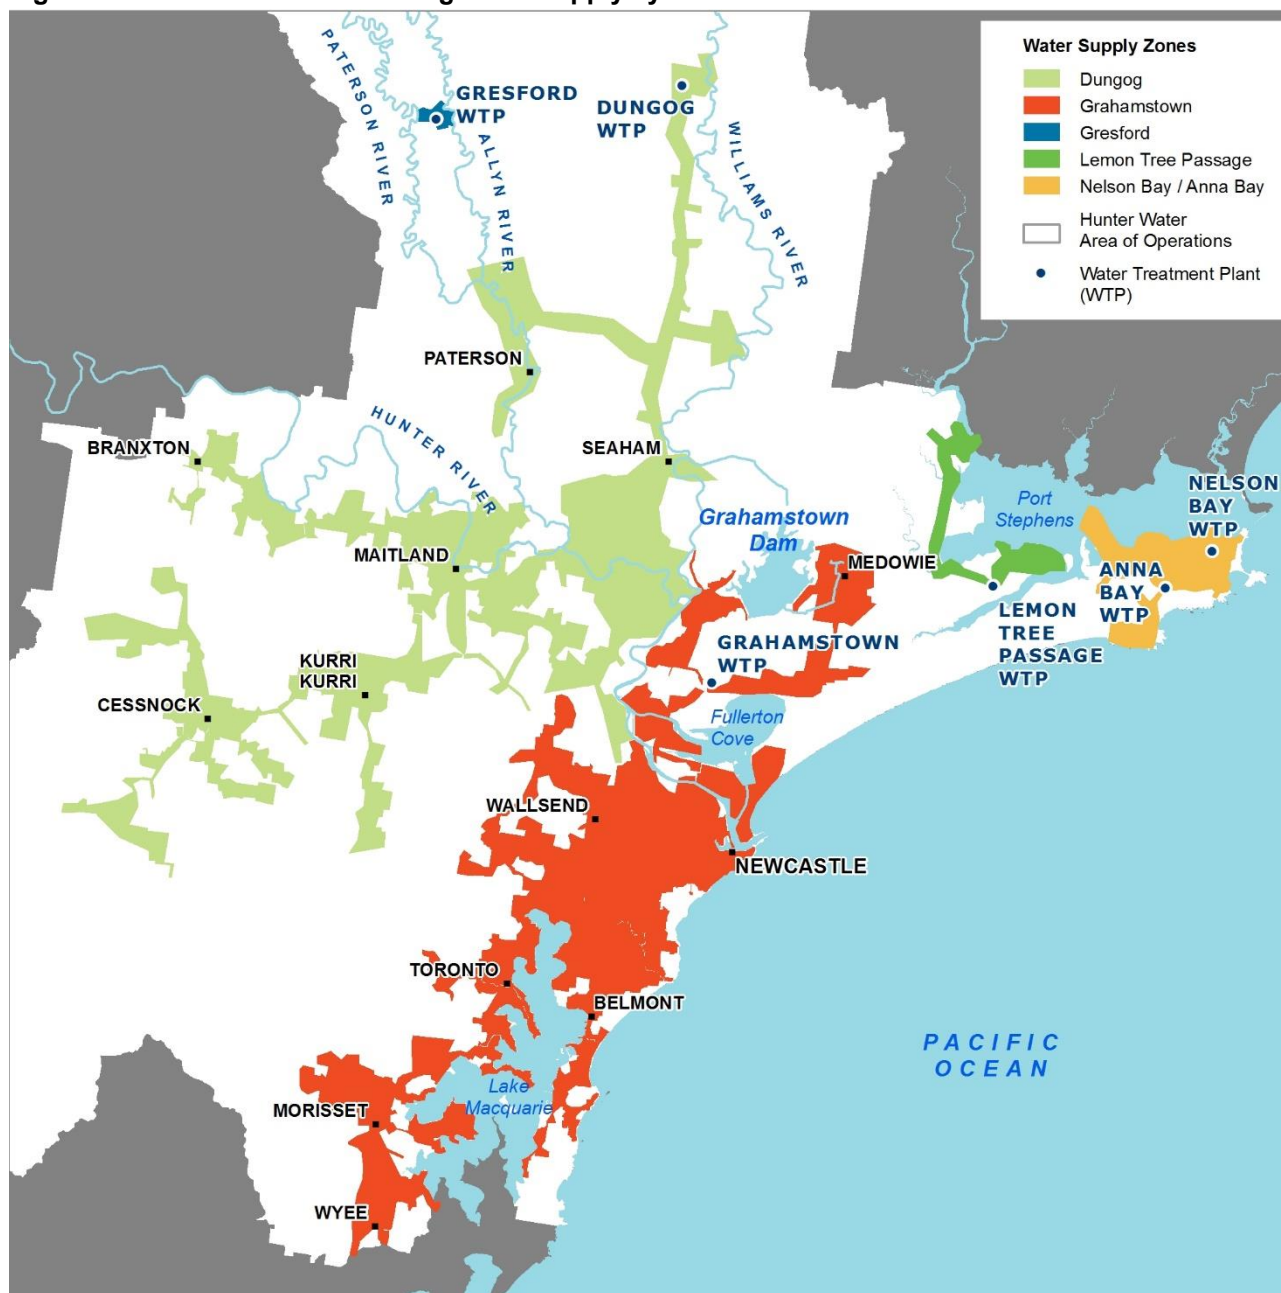 PATERSON RIVER
GRESFORD
WTP
ALLYN RIVER
DUNGOG
WTP
WILLIAMS RIVER
Water Supply Zones
Dungog
Grahamstown
Gresford
Lemon Tree Passage
Nelson Bay / Anna Bay
Hunter Water
Area of Operations
Water Treatment Plant
(WTP)
PATERSON
HUNTER RIVER
BRANXTON
SEAHAM
MAITLAND
Grahamstown
Dam
MEDOWIE
Port
Stephens
NELSON
BAY
WTP
ANNA
BAY
WTP
LEMON
TREE
PASSAGE
WTP
GRAHAMSTOWN
WTP
KURRI
KURRI
CESSNOCK
Fullerton
Cove
WALLSEND
NEWCASTLE
TORONTO
BELMONT
PACIFIC
OCEAN
Lake
Macquarie
MORISSET
WYEE